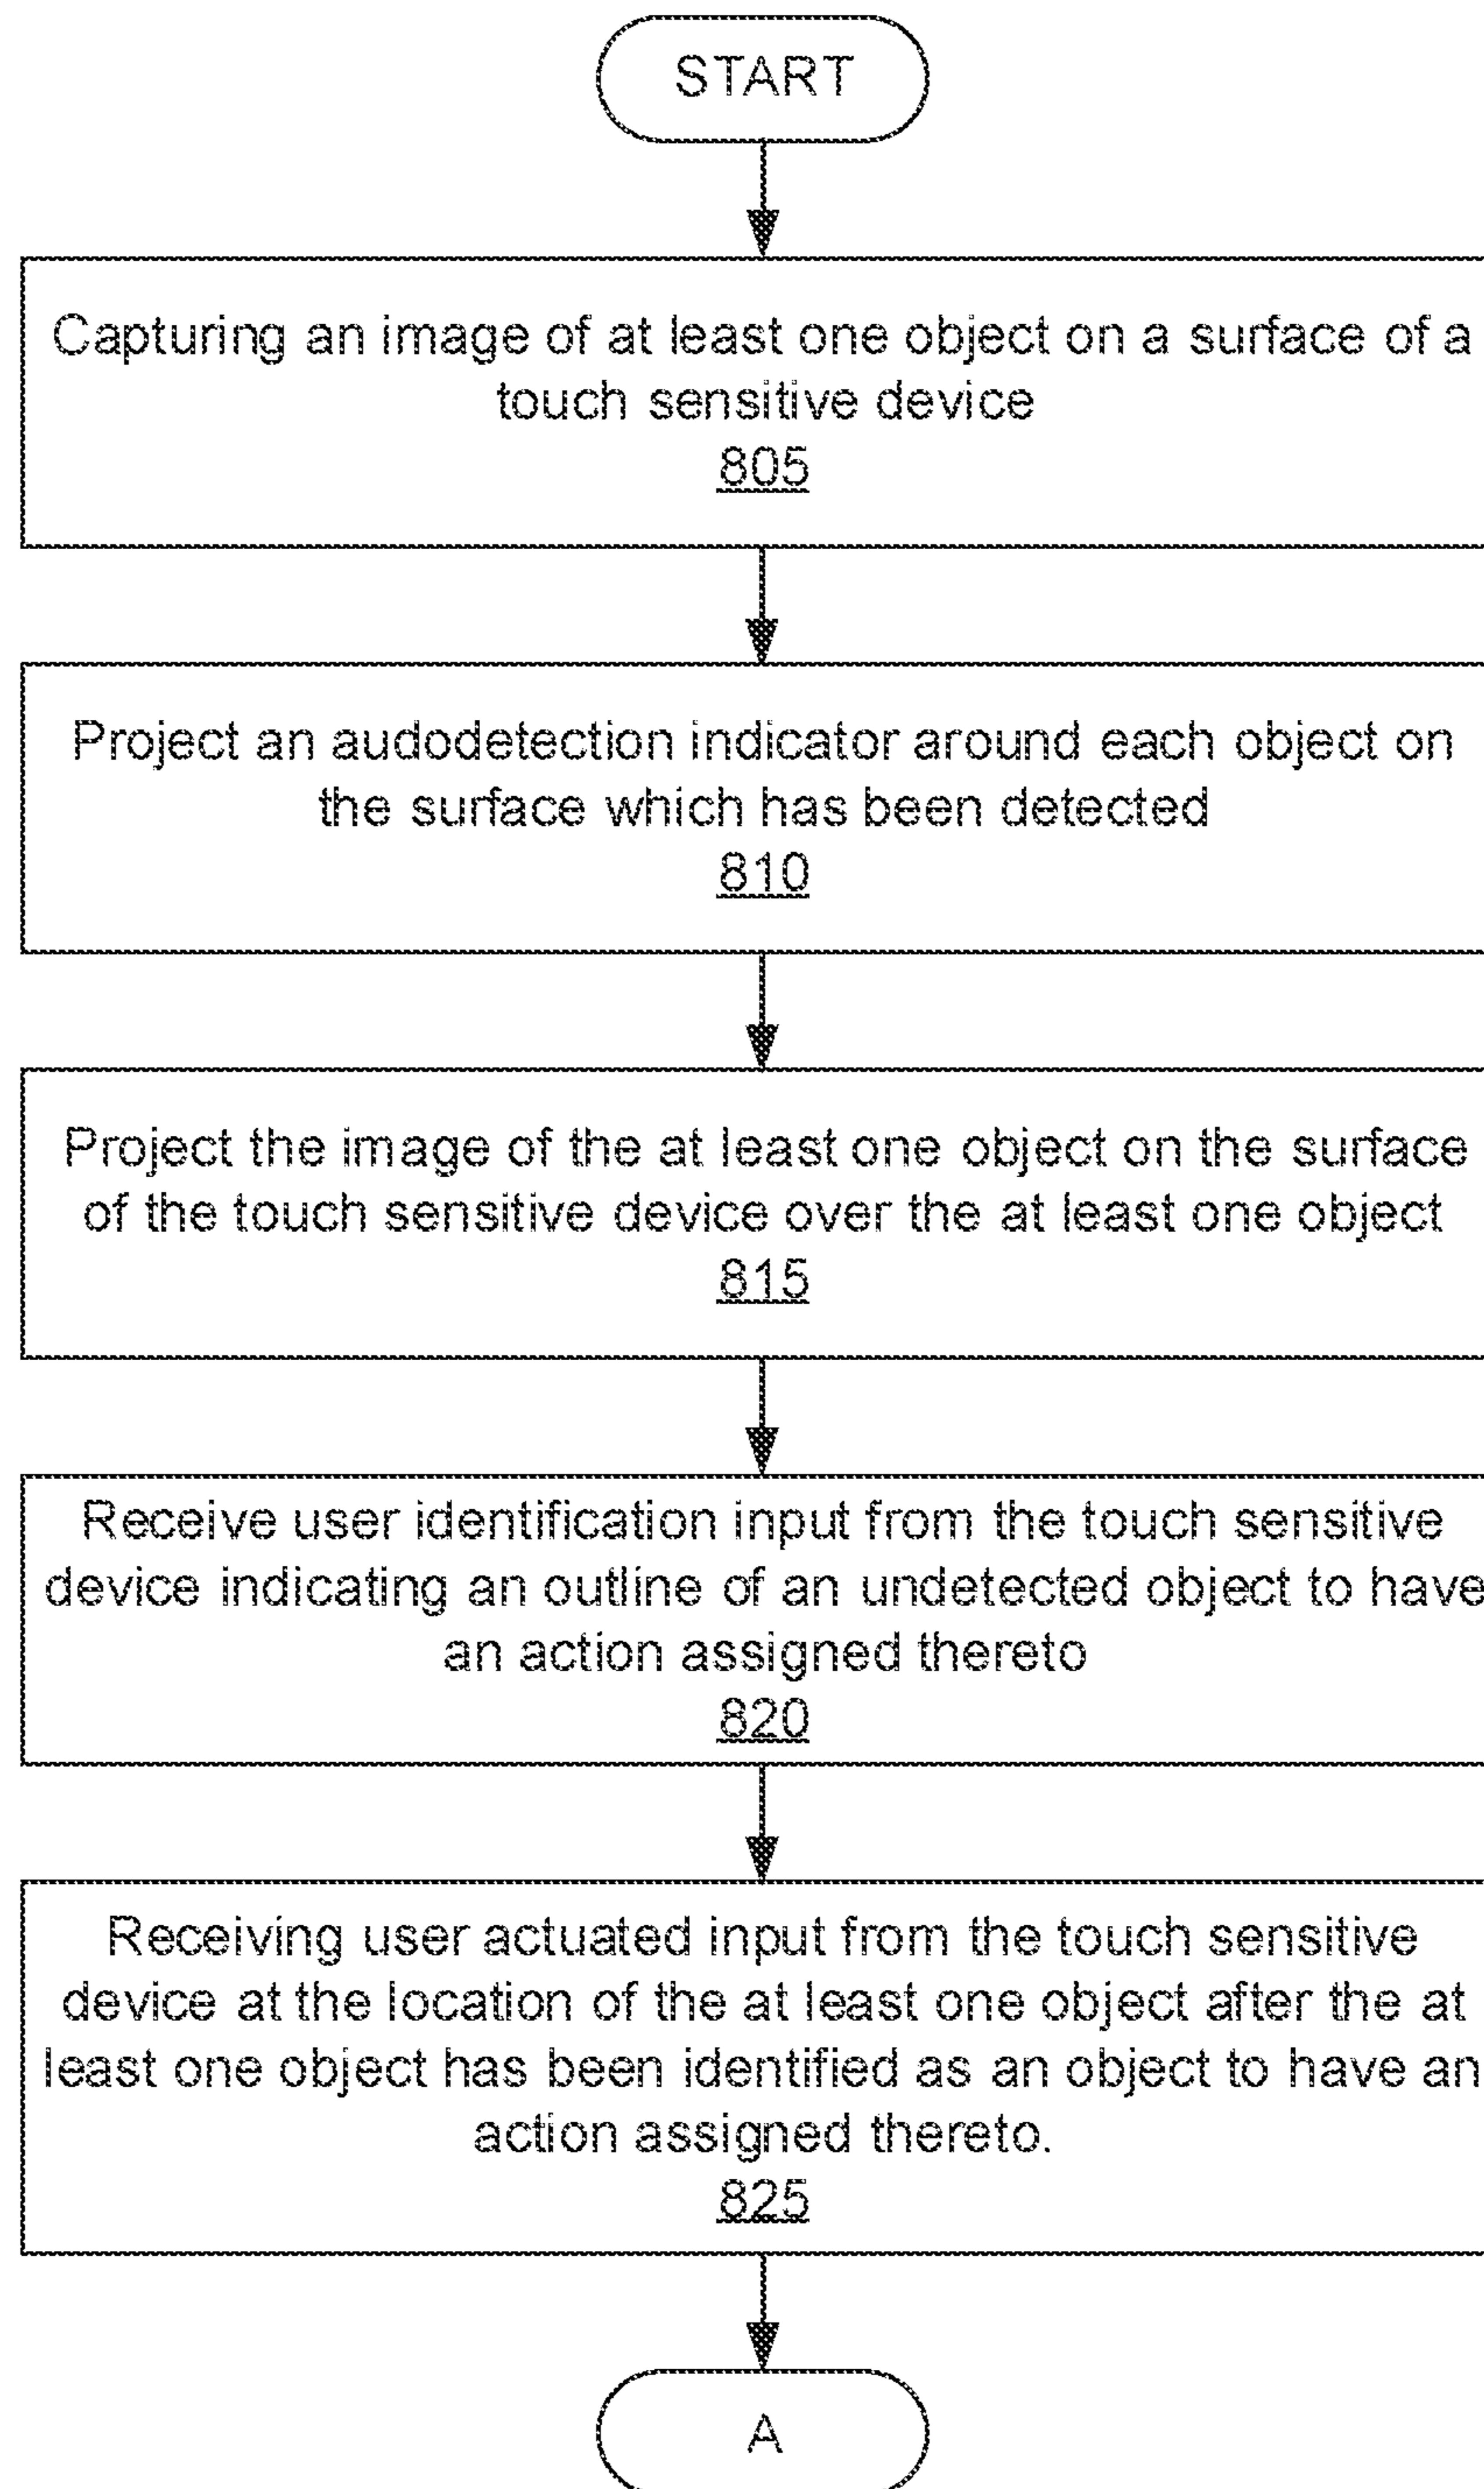 START
Capturing an image of at least one object on a surface of a
touch sensitive device
805
Project an audodetection indicator around each object on
the surface which has been detected
810
Project the image of the at least one object on the surface
of the touch sensitive device over the at least one object
815
Receive user identification input from the touch sensitive
device indicating an outline of an undetected object to have
an action assigned thereto
820
Receiving user actuated input from the touch sensitive
device at the location of the at least one object after the at
least one object has been identified as an object to have an
action assigned thereto.
825
A